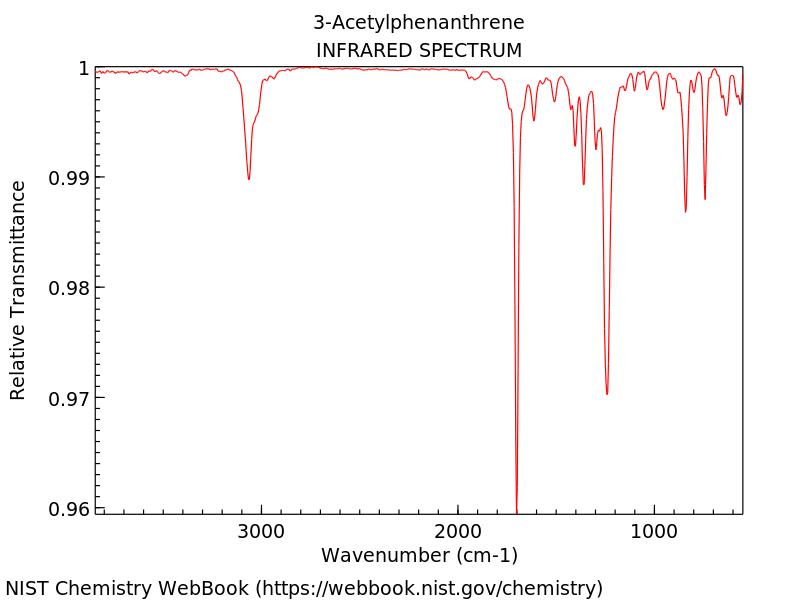 3-Acetylphenanthrene
INFRARED SPECTRUM
1
0.99
0.98
0.97
0.96
Relative Transmittance
3000 2000 1000
Wavenumber (cm-1)
NIST Chemistry WebBook (https://webbook.nist.gov/chemistry)